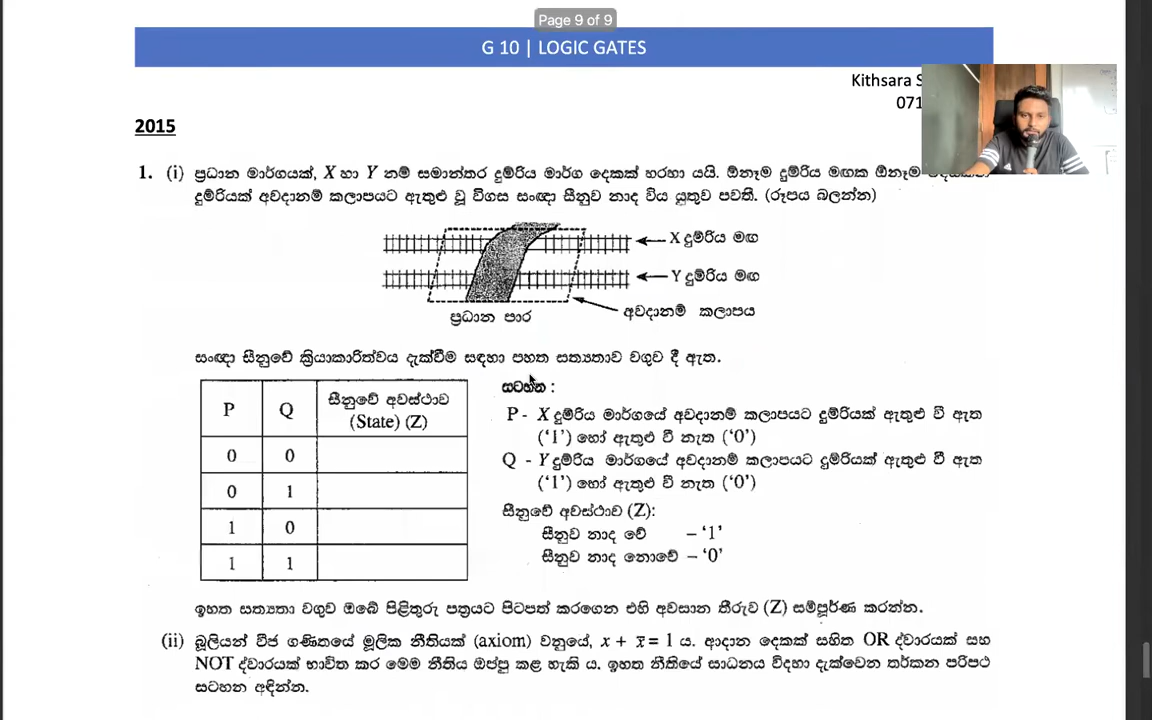 Page 9 of 9
G 10 | LOGIC GATES
Kithsara
071
2015
1. (i) ප්‍රධාන මාර්ගයක්, X හා Y නම් සමාන්තර දුම්රිය මාර්ග දෙකක් හරහා යයි. ඕනෑම දුම්රිය මඟක ඕනෑම
දුම්රියක් අවදානම් කලාපයට ඇතුළු වූ විගස සංඥා සීනුව නාද විය යුතුව පවතී. (රූපය බලන්න)
X දුම්රිය මඟ
Y දුම්රිය මඟ
අවදානම් කලාපය
ප්‍රධාන පාර
සංඥා සීනුවේ ක්‍රියාකාරිත්වය දැක්වීම සඳහා පහත සත්‍යතාව වගුව දී ඇත.
P Q සීනුවේ අවස්ථාව (State) (Z)
0 0
0 1
1 0
1 1
සටහන :
P - X දුම්රිය මාර්ගයේ අවදානම් කලාපයට දුම්රියක් ඇතුළු වී ඇත
(‘1’) හෝ ඇතුළු වී නැත (‘0’)
Q - Y දුම්රිය මාර්ගයේ අවදානම් කලාපයට දුම්රියක් ඇතුළු වී ඇත
(‘1’) හෝ ඇතුළු වී නැත (‘0’)
සීනුවේ අවස්ථාව (Z):
සීනුව නාද වේ – ‘1’
සීනුව නාද නොවේ – ‘0’
ඉහත සත්‍යතා වගුව ඔබේ පිළිතුරු පත්‍රයට පිටපත් කරගෙන එහි අවසාන තීරුව (Z) සම්පූර්ණ කරන්න.
(ii) බූලියන් වීජ ගණිතයේ මූලික නීතියක් (axiom) වනුයේ, x + x̄ = 1 ය. ආදාන දෙකක් සහිත OR ද්වාරයක් සහ
NOT ද්වාරයක් භාවිත කර මෙම නීතිය ඔප්පු කළ හැකි ය. ඉහත නීතියේ සාධනය විදහා දැක්වෙන තර්කන පරිපථ
සටහන අඳින්න.